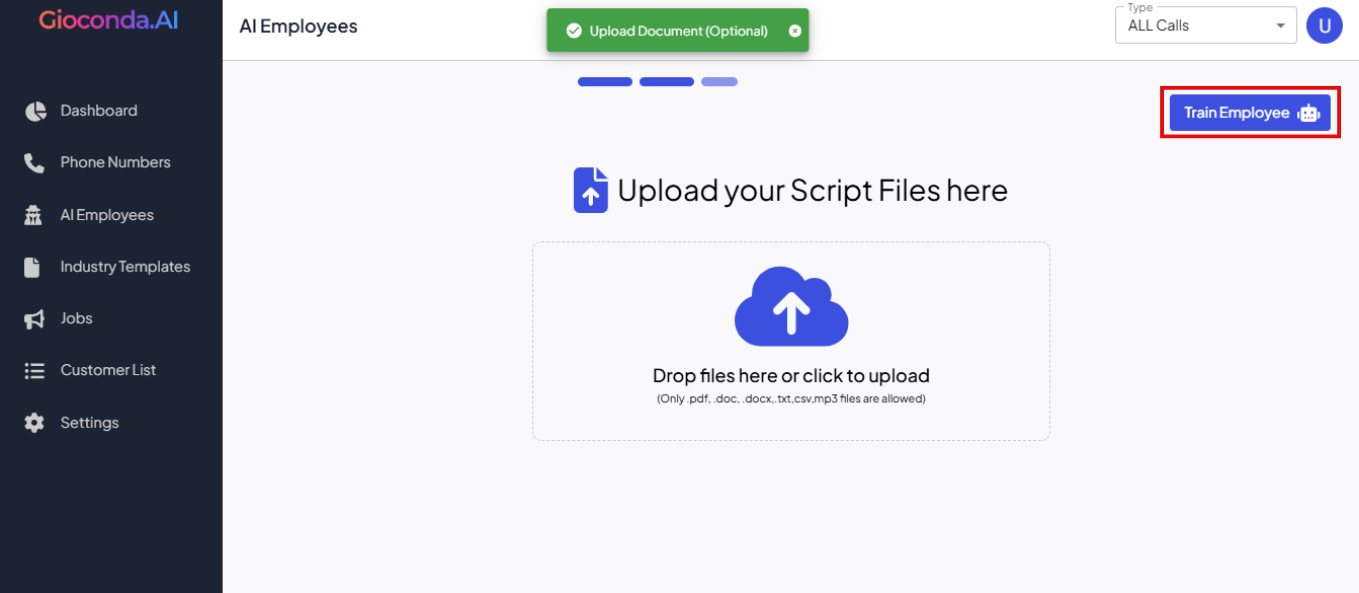 Gioconda.AI
AI Employees
Upload Document (Optional)
Type
ALL Calls
U
Dashboard
Phone Numbers
AI Employees
Industry Templates
Jobs
Customer List
Settings
Train Employee
Upload your Script Files here
Drop files here or click to upload
(Only .pdf, .doc, .docx,.txt,csv,mp3 files are allowed)